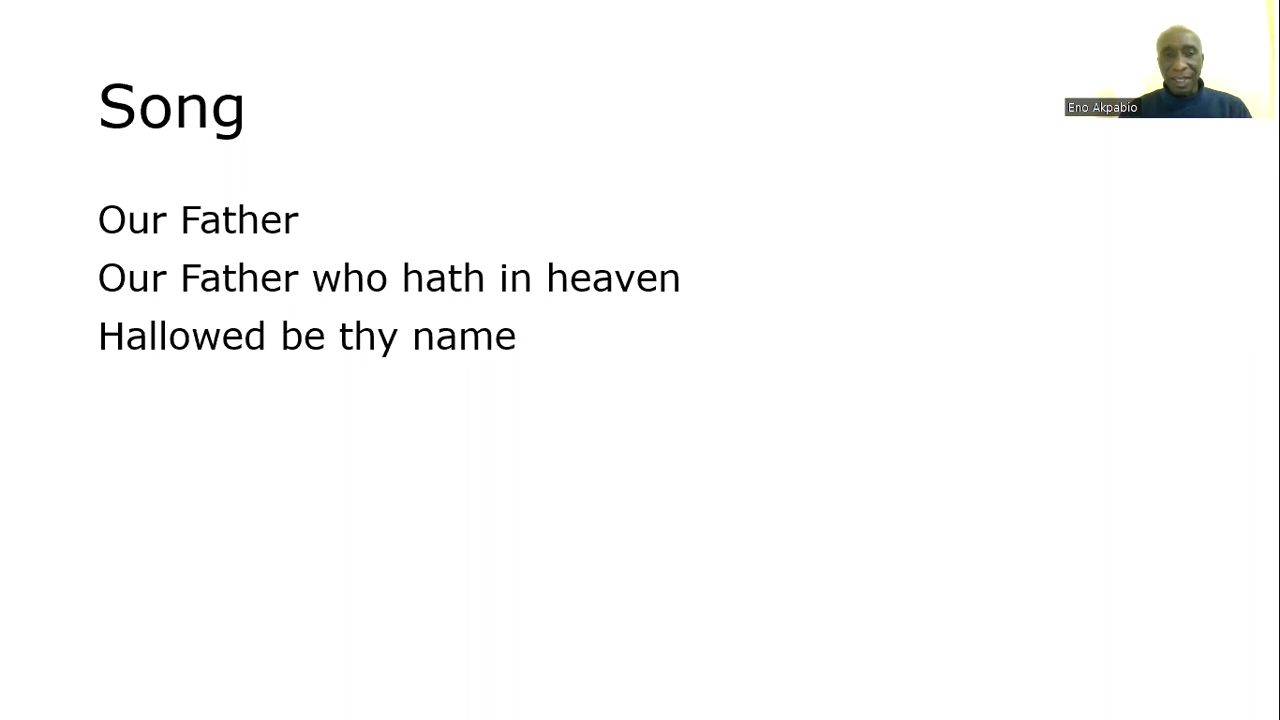 Song
Eno Akpabio
Our Father
Our Father who hath in heaven
Hallowed be thy name